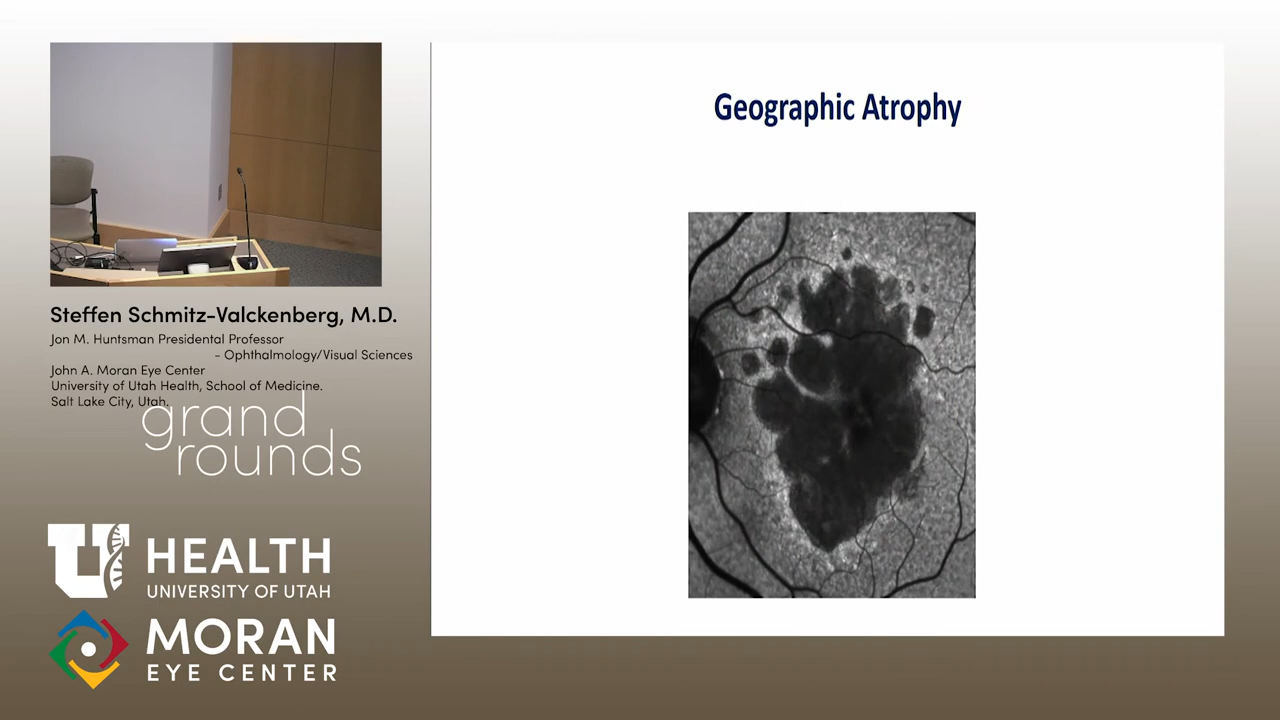 Geographic Atrophy
Steffen Schmitz-Valckenberg, M.D.
Jon M. Huntsman Presidential Professor
- Ophthalmology/Visual Sciences
John A. Moran Eye Center
University of Utah Health, School of Medicine.
Salt Lake City, Utah.
grand
rounds
U HEALTH
UNIVERSITY OF UTAH
MORAN
EYE CENTER